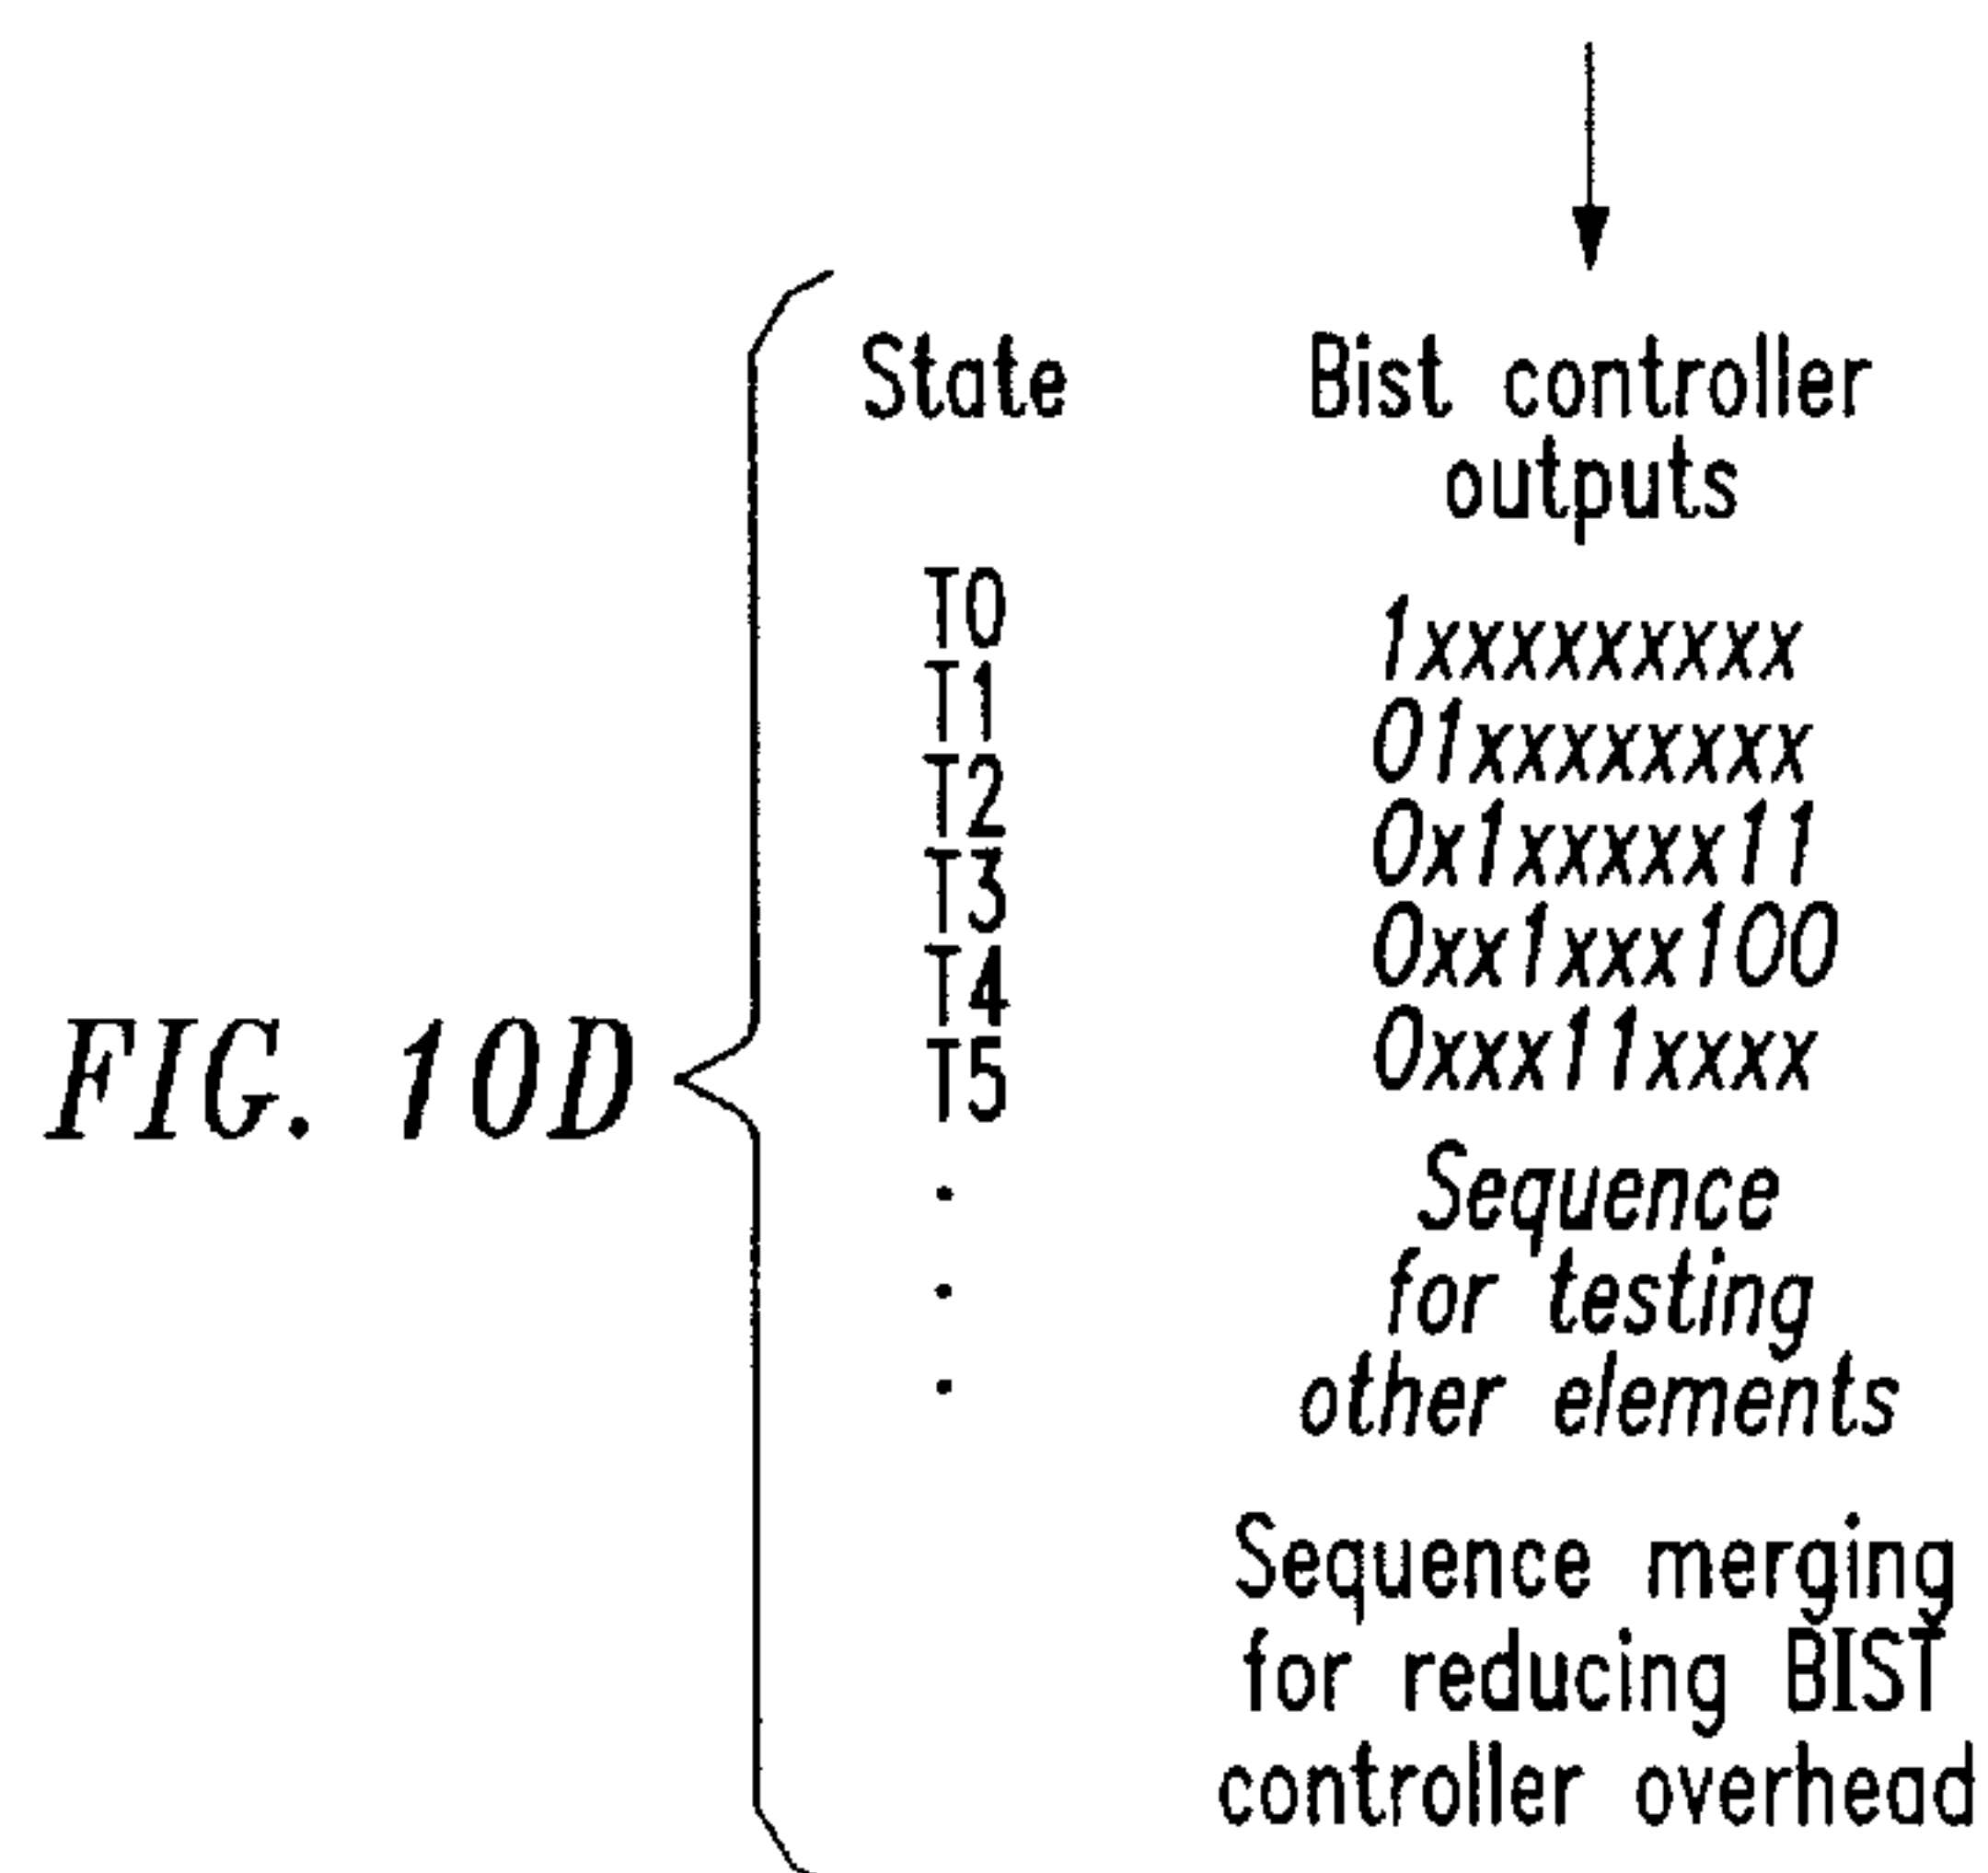 State Bist controller
outputs
T0 1xxxxxxxxx
T1 01xxxxxxxx
T2 0x1xxxxx11
T3 0xx1xxx100
T4 0xxx11xxxx
T5
FIG. 10D
.
.
.
Sequence
for testing
other elements
Sequence merging
for reducing BIST
controller overhead